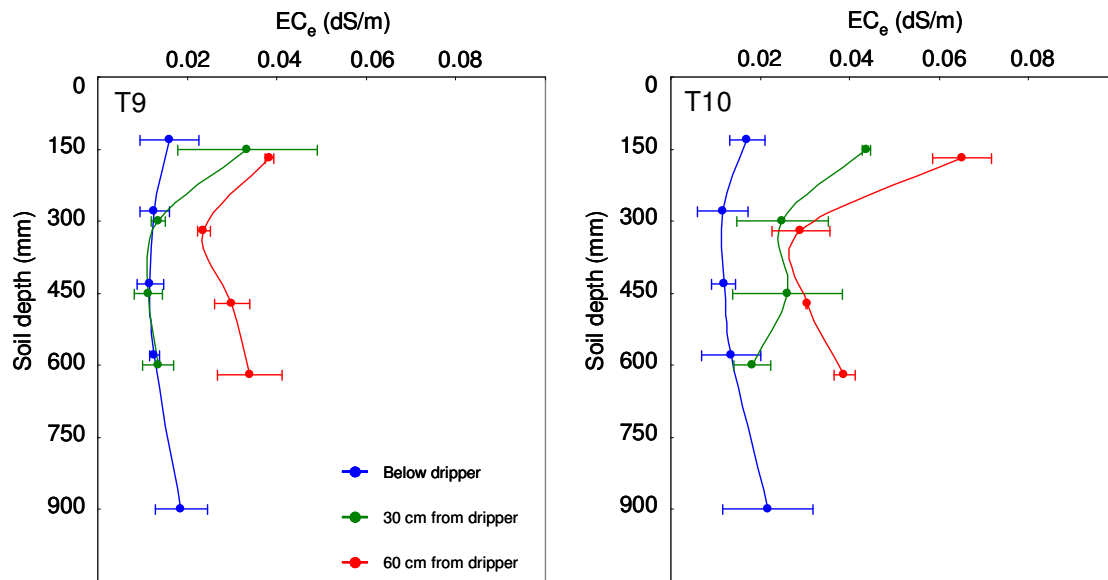 ECe (dS/m)
0.02 0.04 0.06 0.08
T9
Soil depth (mm)
0
150
300
450
600
750
900
Below dripper
30 cm from dripper
60 cm from dripper
ECe (dS/m)
0.02 0.04 0.06 0.08
T10
Soil depth (mm)
0
150
300
450
600
750
900